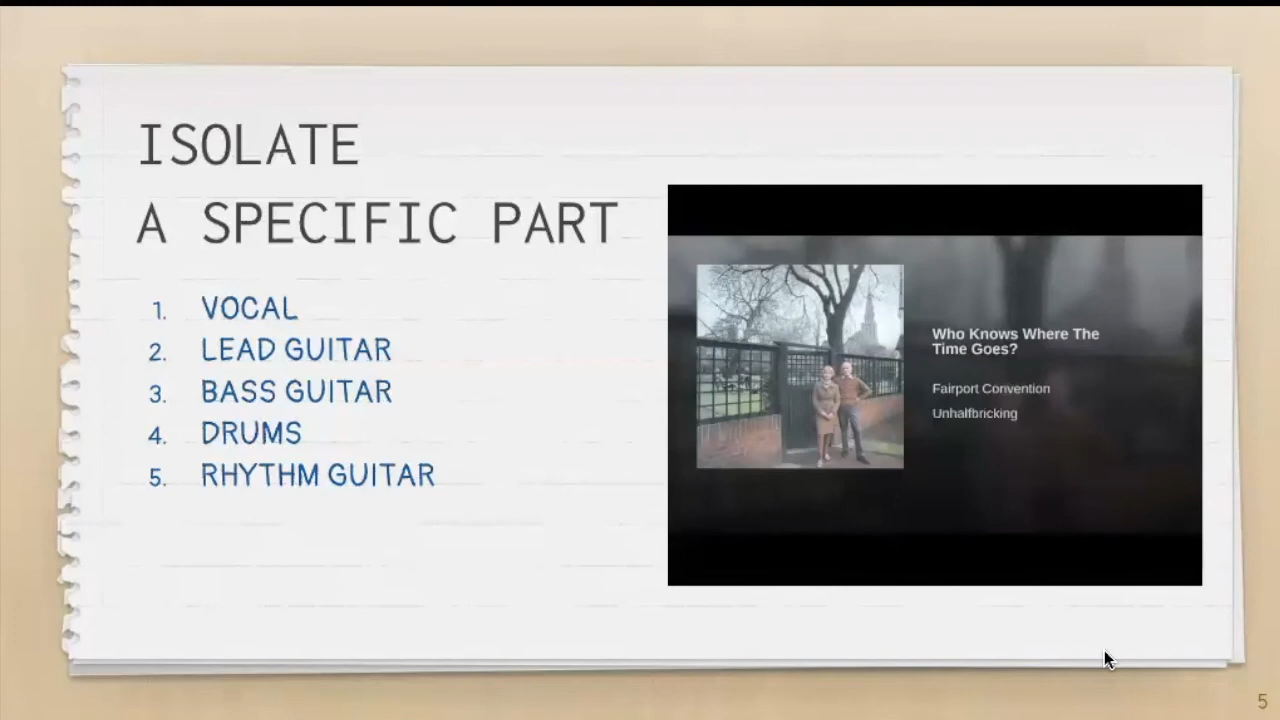 ISOLATE
A SPECIFIC PART
1. VOCAL
2. LEAD GUITAR
3. BASS GUITAR
4. DRUMS
5. RHYTHM GUITAR
Who Knows Where The
Time Goes?
Fairport Convention
Unhalfbricking
5